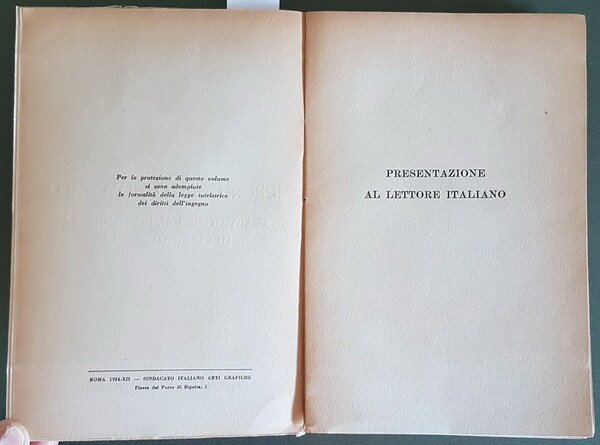 Per la protezione di questo volume
si sono adempiute
le formalità della legge tutelatrice
dei diritti dell'ingegno
ROMA 1934-XII — SINDACATO ITALIANO ARTI GRAFICHE
Piazza del Porto di Ripetta, 1
PRESENTAZIONE
AL LETTORE ITALIANO